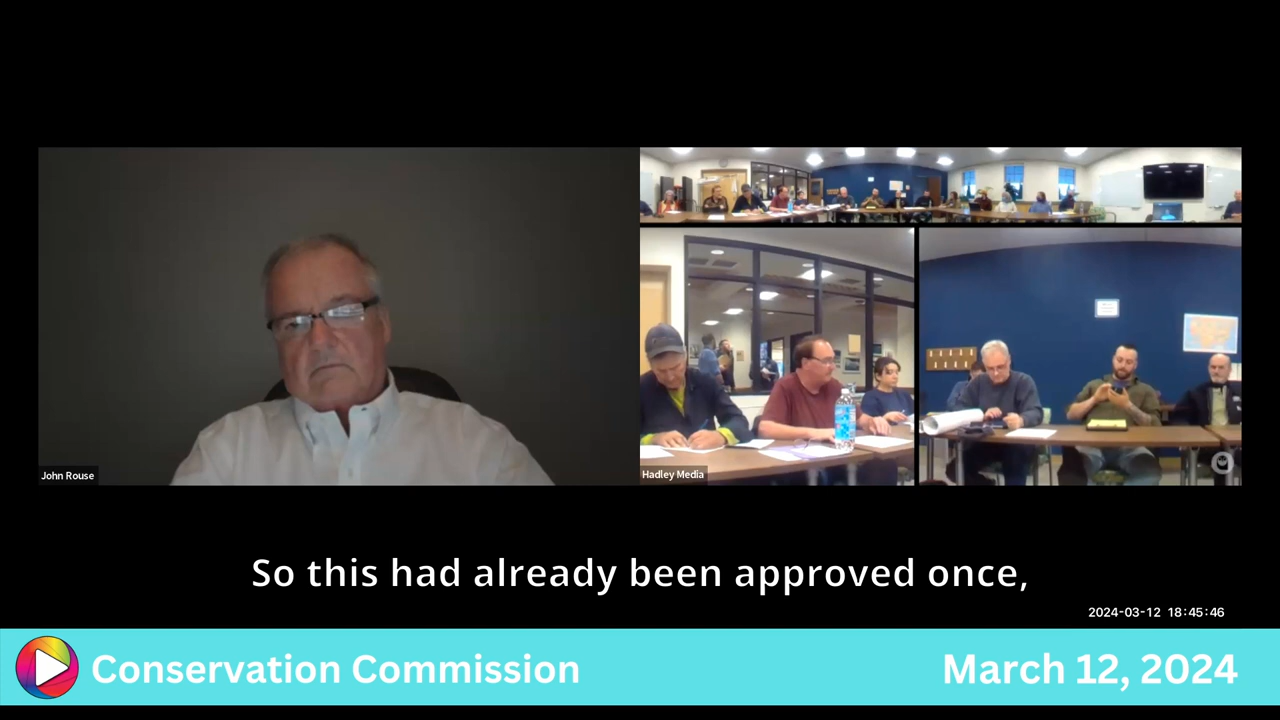 John Rouse
Hadley Media
So this had already been approved once,
2024-03-12 18:45:46
Conservation Commission
March 12, 2024